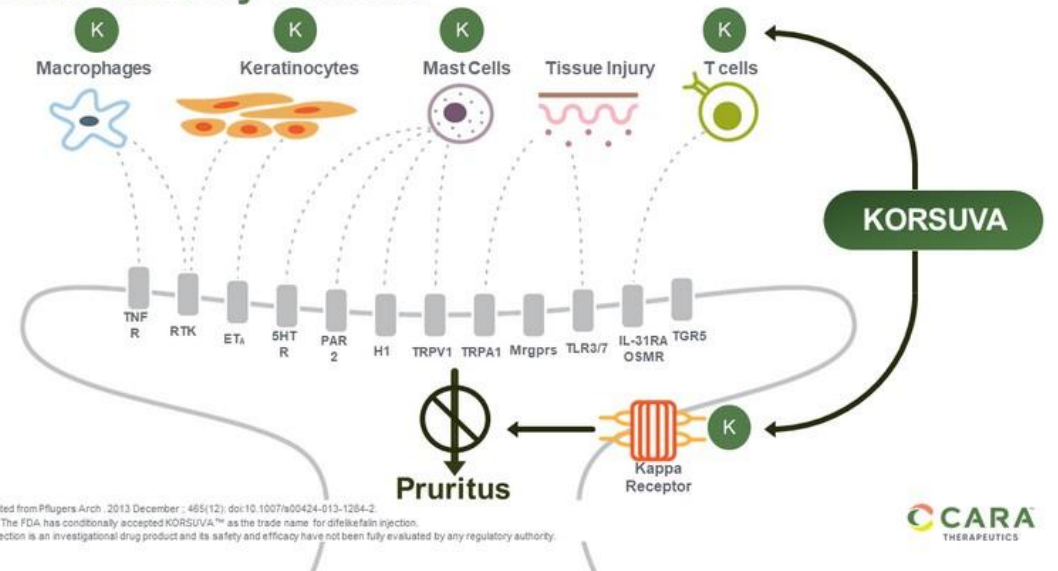 K K K K
Macrophages Keratinocytes Mast Cells Tissue Injury T cells
KORSUVA
TNF
R
RTK
ETA
5HT
R
PAR
2
H1
TRPV1
TRPA1
Mrgprs
TLR3/7
IL-31RA
OSMR
TGR5
K
Kappa
Receptor
Pruritus
ted from Pflugers Arch . 2013 December ; 465(12): doi:10.1007/s00424-013-1284-2.
The FDA has conditionally accepted KORSUVA™ as the trade name for difelikefalin injection.
ection is an investigational drug product and its safety and efficacy have not been fully evaluated by any regulatory authority.
CARA
THERAPEUTICS